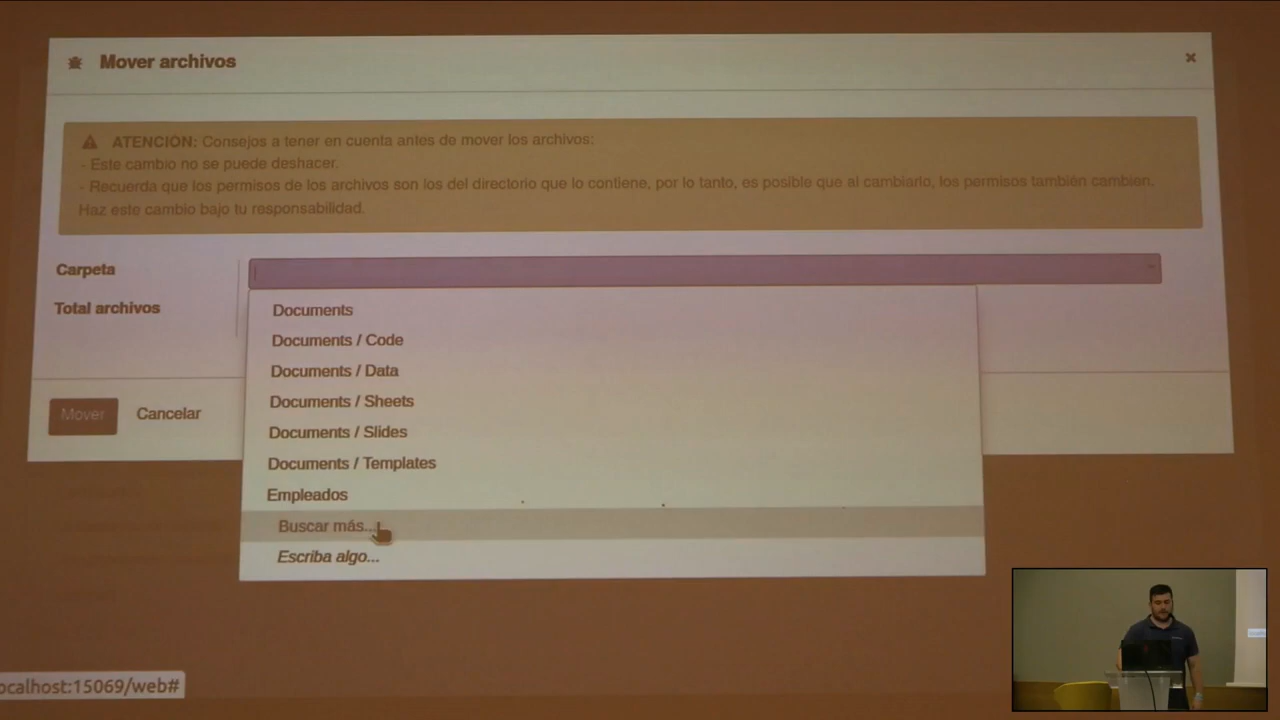 Mover archivos
ATENCIÓN: Consejos a tener en cuenta antes de mover los archivos:
- Este cambio no se puede deshacer.
- Recuerda que los permisos de los archivos son los del directorio que lo contiene, por lo tanto, es posible que al cambiarlo, los permisos también cambien.
Haz este cambio bajo tu responsabilidad.
Carpeta
Total archivos
Documents
Documents / Code
Documents / Data
Documents / Sheets
Documents / Slides
Documents / Templates
Empleados
Buscar más...
Escriba algo...
Mover
Cancelar
ocalhost:15069/web#